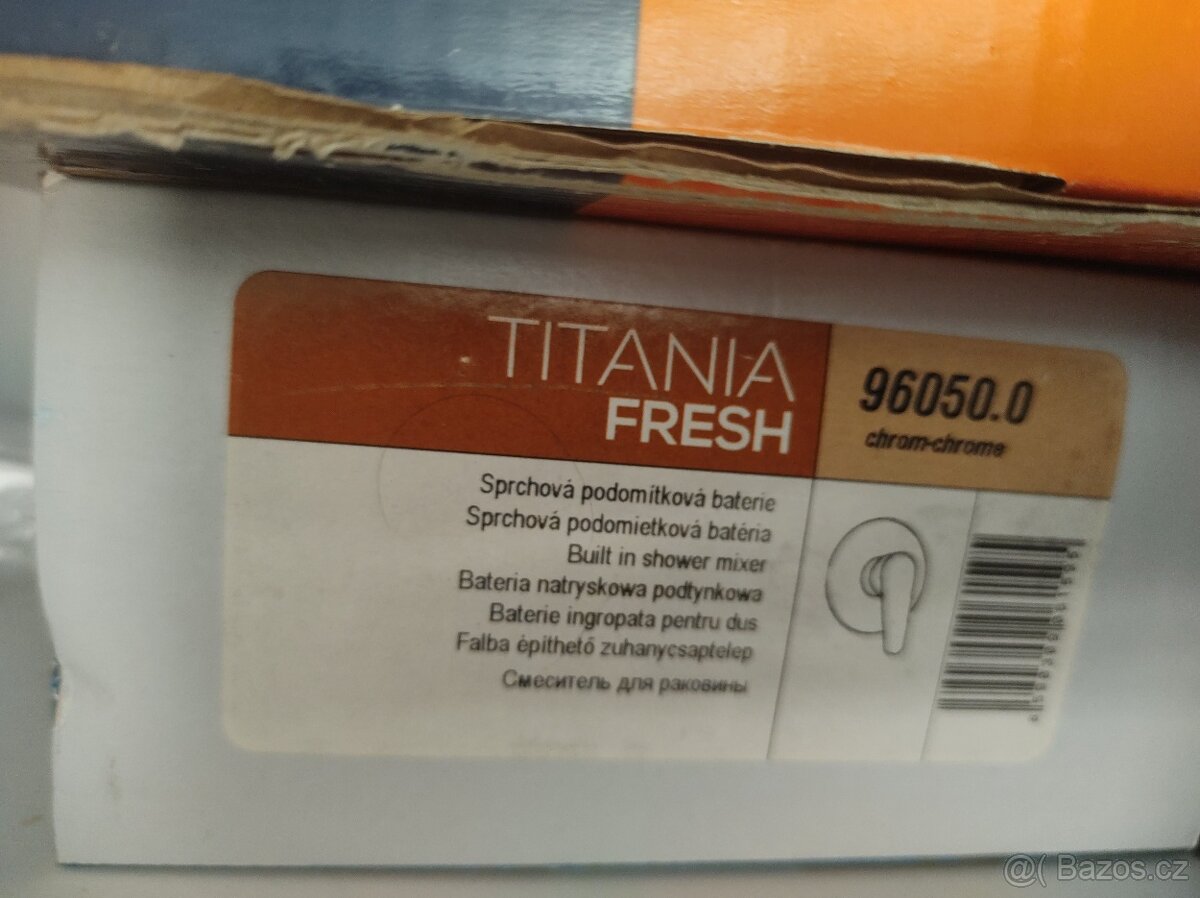 TITANIA
FRESH
96050.0
chrom-chrome
Sprchová podomítková baterie
Sprchová podomietková batéria
Built in shower mixer
Bateria natryskowa podtynkowa
Baterie ingropata pentru dus
Falba építhető zuhanycsaptelep
Смеситель для раковины
@( Bazos.cz